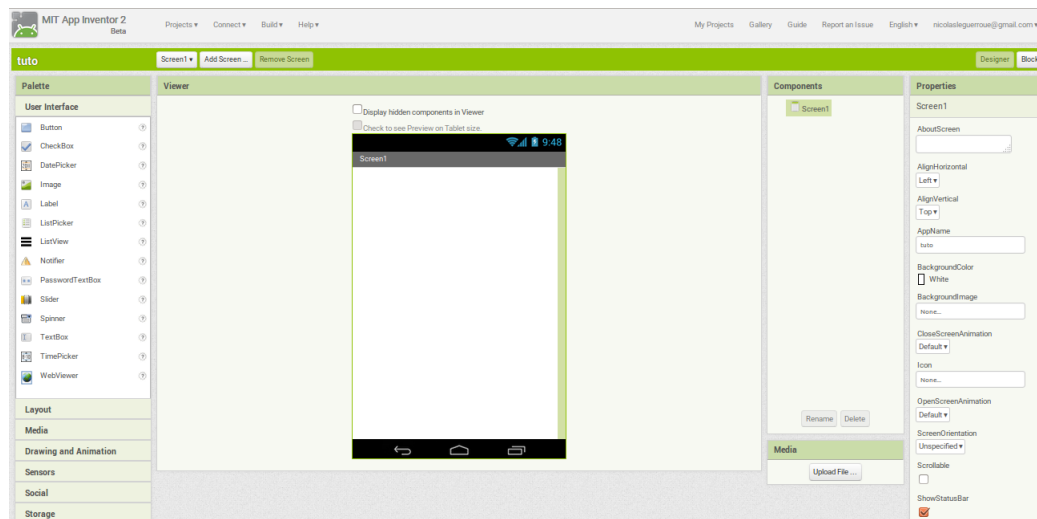 MIT App Inventor 2
Beta
Projects Connect Build Help
My Projects Gallery Guide Report an Issue English nicolasleguerroue@gmail.com
tuto
Screen1 Add Screen ... Remove Screen
Designer Block
Palette
User Interface
Button
CheckBox
DatePicker
Image
Label
ListPicker
ListView
Notifier
PasswordTextBox
Slider
Spinner
TextBox
TimePicker
WebViewer
Layout
Media
Drawing and Animation
Sensors
Social
Storage
Viewer
Display hidden components in Viewer
Check to see Preview on Tablet size.
9:48
Screen1
Components
Screen1
Rename Delete
Media
Upload File ...
Properties
Screen1
AboutScreen
AlignHorizontal
Left
AlignVertical
Top
AppName
tuto
BackgroundColor
White
BackgroundImage
None...
CloseScreenAnimation
Default
Icon
None...
OpenScreenAnimation
Default
ScreenOrientation
Unspecified
Scrollable
ShowStatusBar